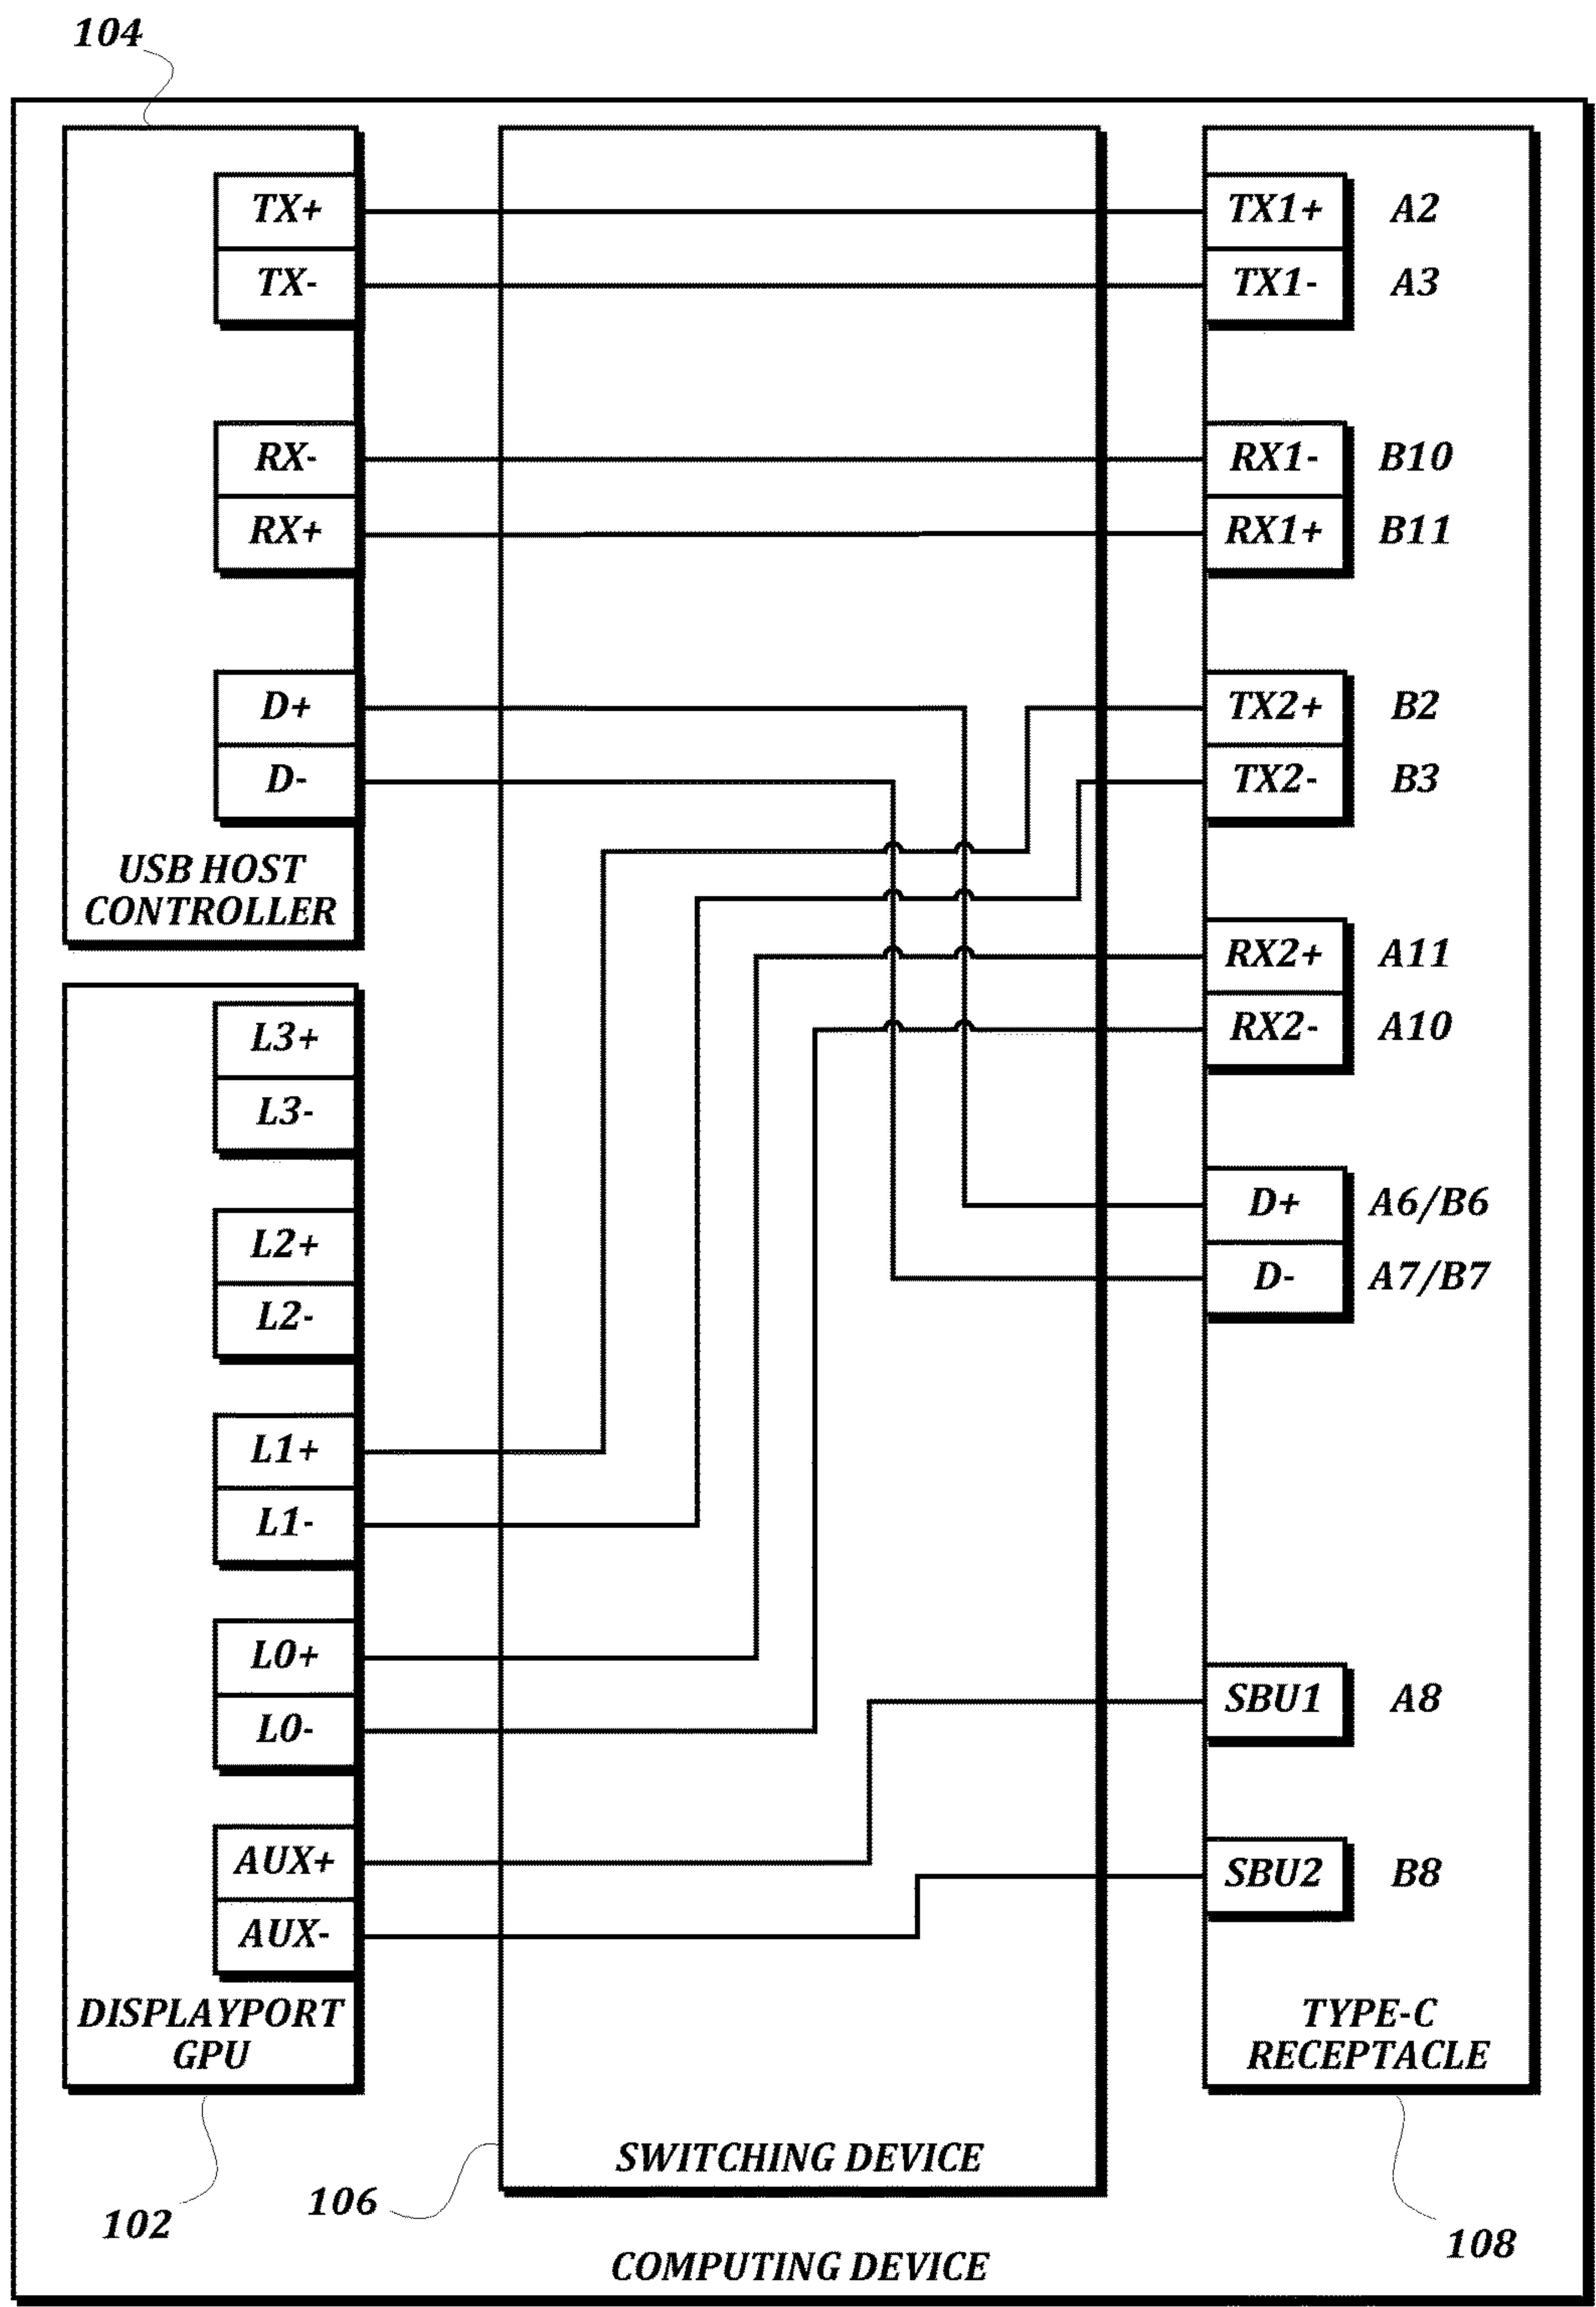 104
TX+
TX1+ A2
TX-
TX1- A3
RX-
RX1- B10
RX+
RX1+ B11
D+
TX2+ B2
D-
TX2- B3
USB HOST
CONTROLLER
RX2+ A11
RX2- A10
L3+
L3-
D+ A6/B6
L2+
D- A7/B7
L2-
L1+
L1-
L0+
SBU1 A8
L0-
AUX+
SBU2 B8
AUX-
DISPLAYPORT
GPU
TYPE-C
RECEPTACLE
SWITCHING DEVICE
106
102
108
COMPUTING DEVICE